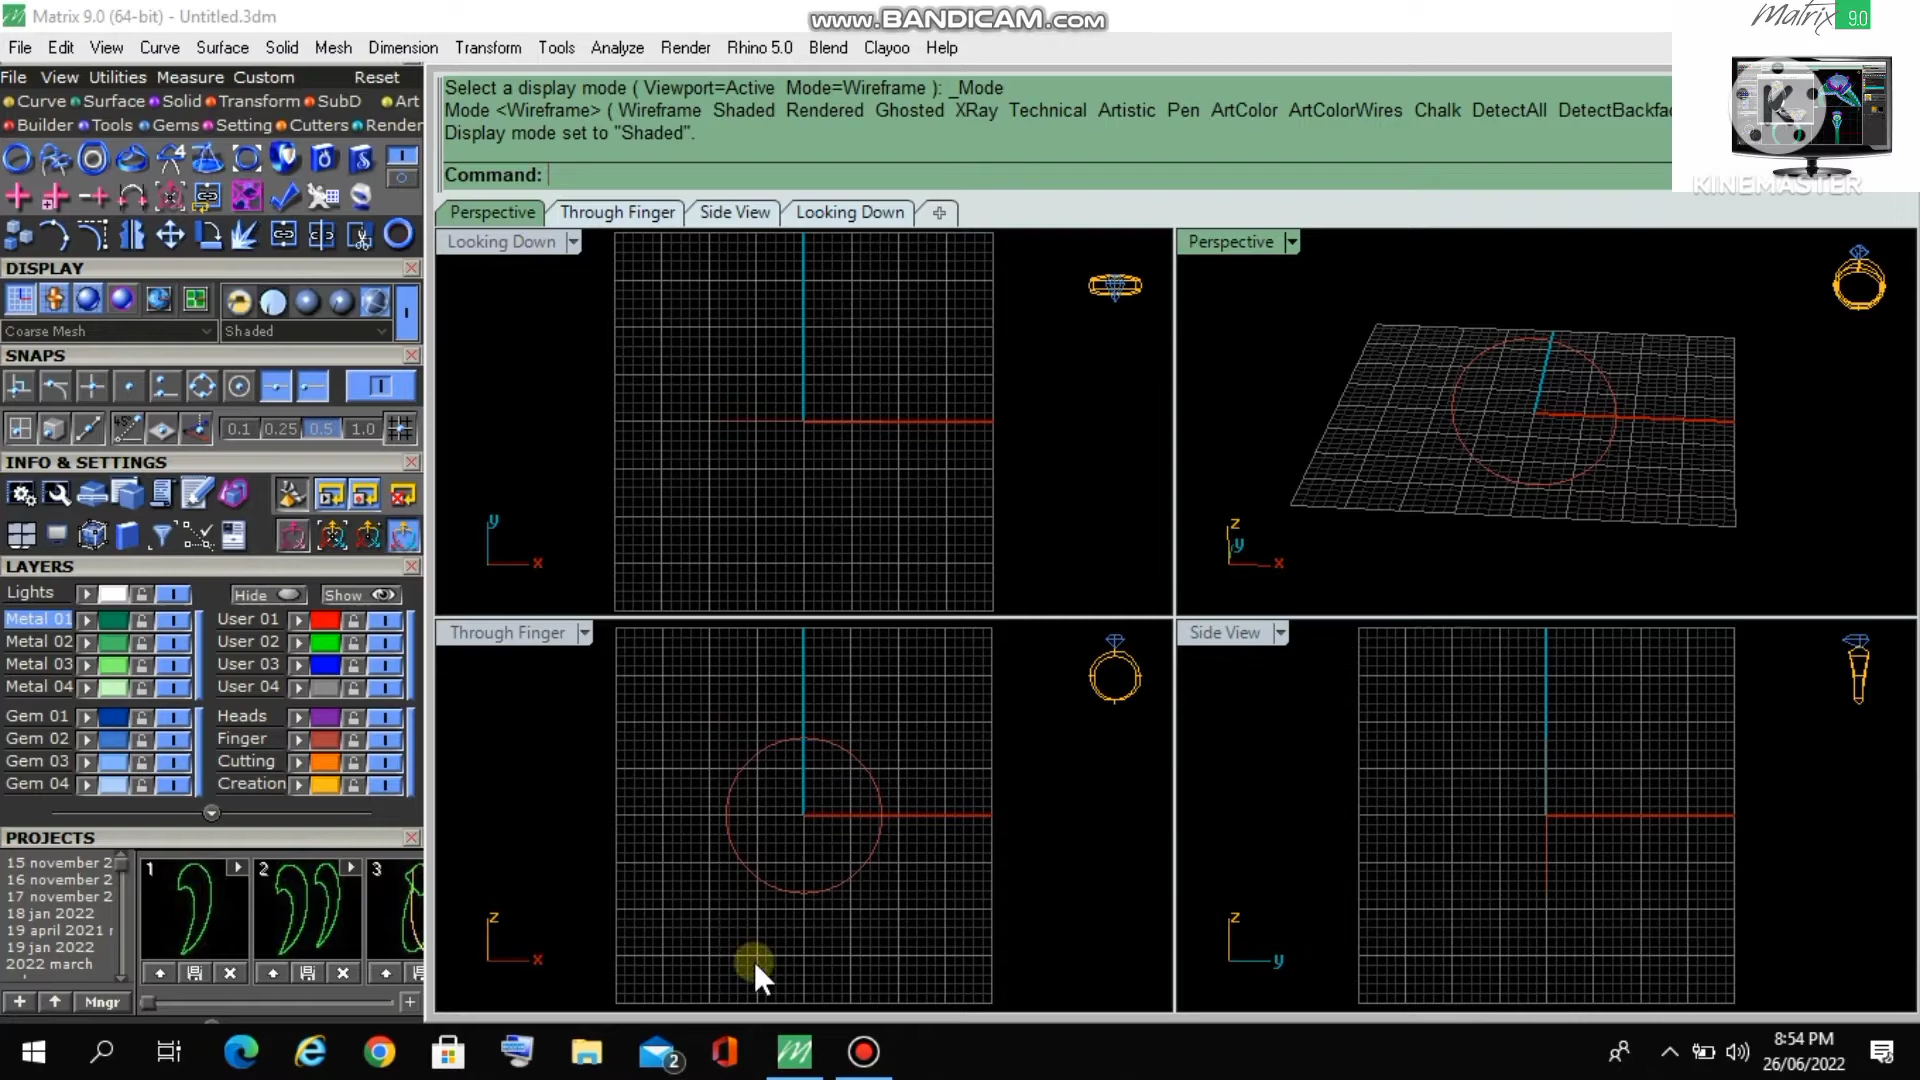 Matrix 9.0 (64-bit) - Untitled.3dm
www.BANDICAM.com
Matrix 9.0
File Edit View Curve Surface Solid Mesh Dimension Transform Tools Analyze Render Rhino 5.0 Blend Clayoo Help
File View Utilities Measure Custom Reset
Curve Surface Solid Transform SubD Art
Builder Tools Gems Setting Cutters Render
Select a display mode ( Viewport=Active Mode=Wireframe ): _Mode
Mode <Wireframe> ( Wireframe Shaded Rendered Ghosted XRay Technical Artistic Pen ArtColor ArtColorWires Chalk DetectAll DetectBackfa
Display mode set to "Shaded".
Command:
K
KINEMASTER
Perspective Through Finger Side View Looking Down
Looking Down
Perspective
DISPLAY
Coarse Mesh Shaded
SNAPS
45°
0.1 0.25 0.5 1.0
INFO & SETTINGS
y
x
z
y
x
LAYERS
Lights Hide Show
Metal 01 User 01
Metal 02 User 02
Metal 03 User 03
Metal 04 User 04
Gem 01 Heads
Gem 02 Finger
Gem 03 Cutting
Gem 04 Creation
Through Finger
Side View
z
x
z
y
PROJECTS
15 november 2
16 november 2
17 november 2
18 jan 2022
19 april 2021 r
19 jan 2022
2022 march
1 2 3
Mngr
2
8:54 PM
26/06/2022